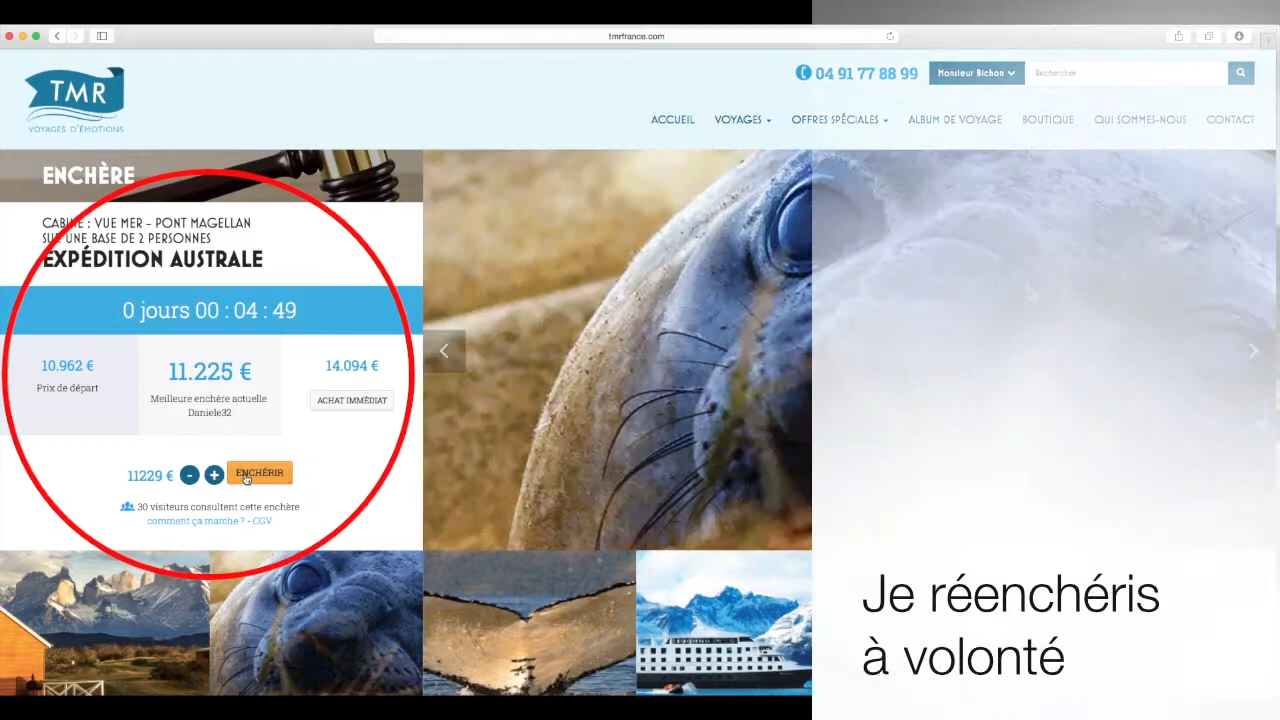 tmrfrance.com
TMR
VOYAGES D'ÉMOTIONS
04 91 77 88 99
Monsieur Bichon
Rechercher
ACCUEIL VOYAGES OFFRES SPÉCIALES ALBUM DE VOYAGE BOUTIQUE QUI SOMMES-NOUS CONTACT
ENCHÈRE
CABINE : VUE MER - PONT MAGELLAN
SUR UNE BASE DE 2 PERSONNES
EXPÉDITION AUSTRALE
0 jours 00 : 04 : 49
10.962 €
Prix de départ
11.225 €
Meilleure enchère actuelle
Daniele32
14.094 €
ACHAT IMMÉDIAT
11229 € - + ENCHÉRIR
30 visiteurs consultent cette enchère
comment ça marche ? - CGV
Je réenchéris
à volonté